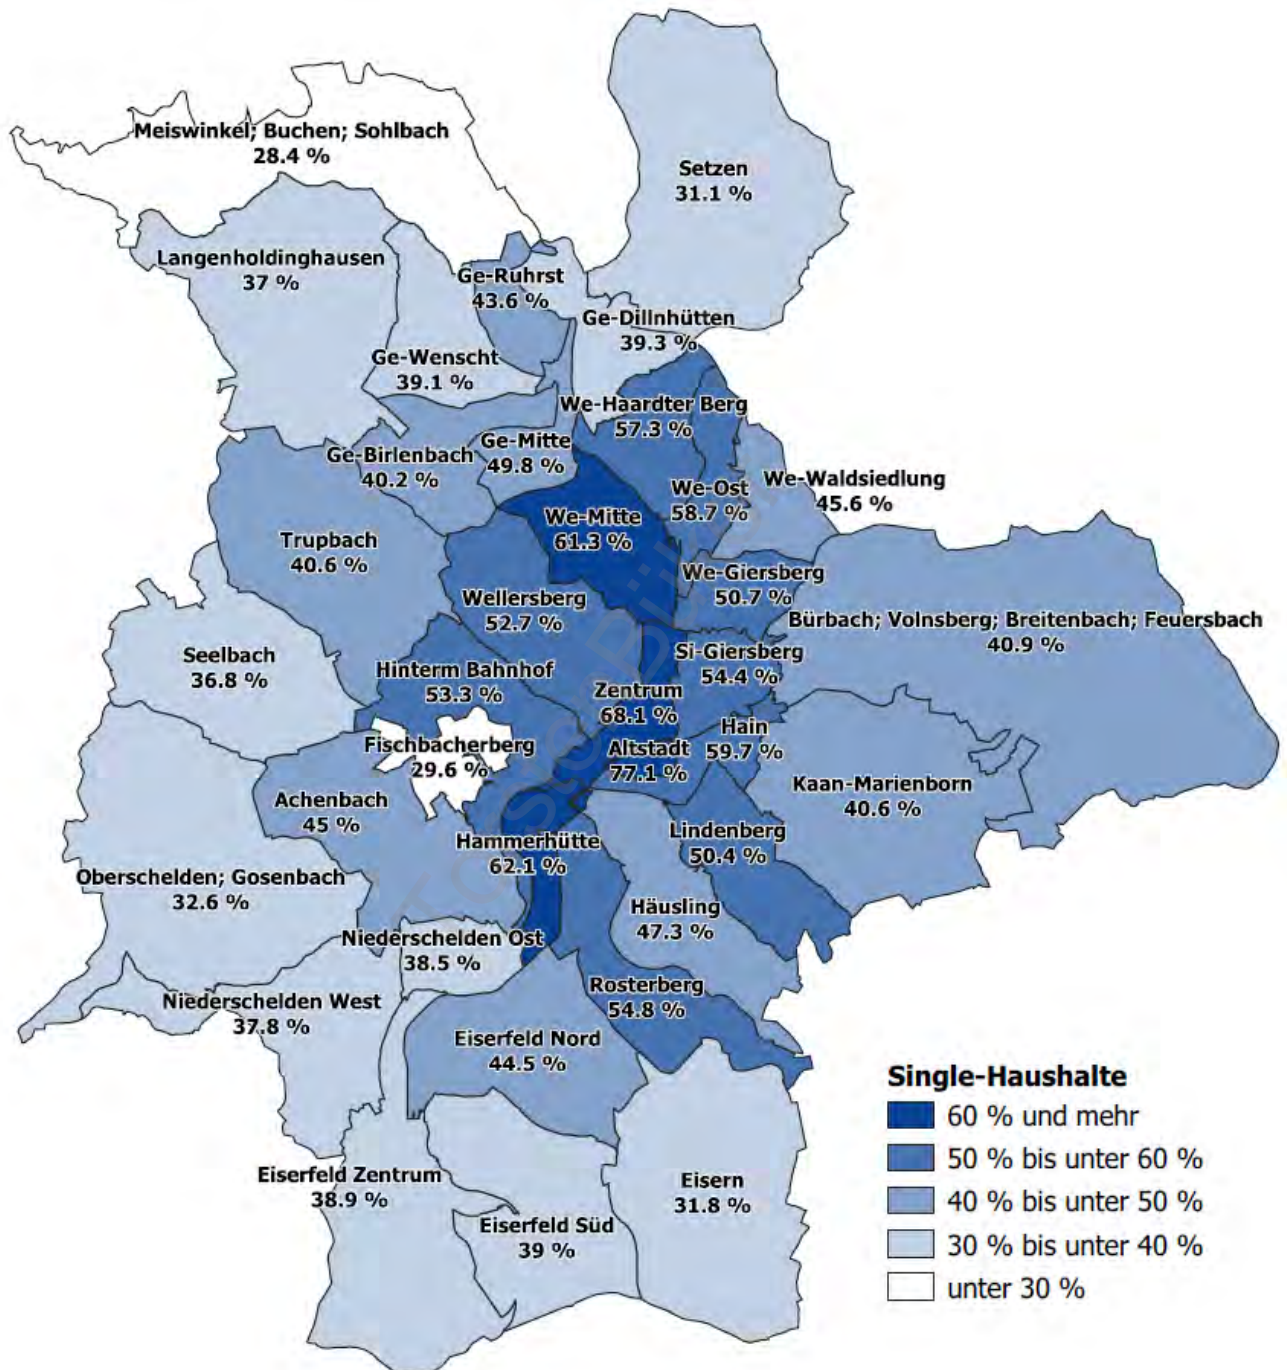 Meiswinkel; Buchen; Sohlbach
28.4 %
Setzen
31.1 %
Langenholdinghausen
37 %
Ge-Ruhrst
43.6 %
Ge-Dillnhütten
39.3 %
Ge-Wenscht
39.1 %
We-Haardter Berg
57.3 %
Ge-Mitte
49.8 %
Ge-Birlenbach
40.2 %
We-Ost
58.7 %
We-Waldsiedlung
45.6 %
We-Mitte
61.3 %
Trupbach
40.6 %
We-Giersberg
50.7 %
Wellersberg
52.7 %
Bürbach; Volnsberg; Breitenbach; Feuersbach
40.9 %
Seelbach
36.8 %
Si-Giersberg
54.4 %
Hinterm Bahnhof
53.3 %
Zentrum
68.1 %
Hain
59.7 %
Fischbacherberg
29.6 %
Altstadt
77.1 %
Kaan-Marienborn
40.6 %
Achenbach
45 %
Lindenberg
50.4 %
Hammerhütte
62.1 %
Oberschelden; Gosenbach
32.6 %
Häusling
47.3 %
Niederschelden Ost
38.5 %
Rosterberg
54.8 %
Niederschelden West
37.8 %
Eiserfeld Nord
44.5 %
Eiserfeld Zentrum
38.9 %
Eisern
31.8 %
Eiserfeld Süd
39 %
Single-Haushalte
60 % und mehr
50 % bis unter 60 %
40 % bis unter 50 %
30 % bis unter 40 %
unter 30 %